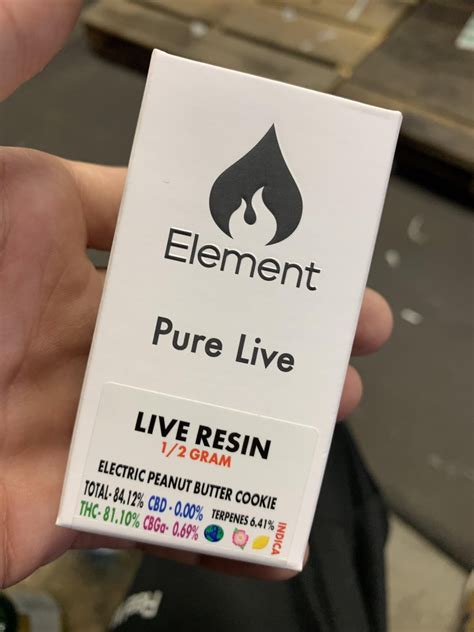 Element
Pure Live
LIVE RESIN
1/2 GRAM
ELECTRIC PEANUT BUTTER COOKIE
TOTAL- 84.12% CBD - 0.00% TERPENES 6.41%
THC- 81.10% CBGa- 0.69%
INDICA